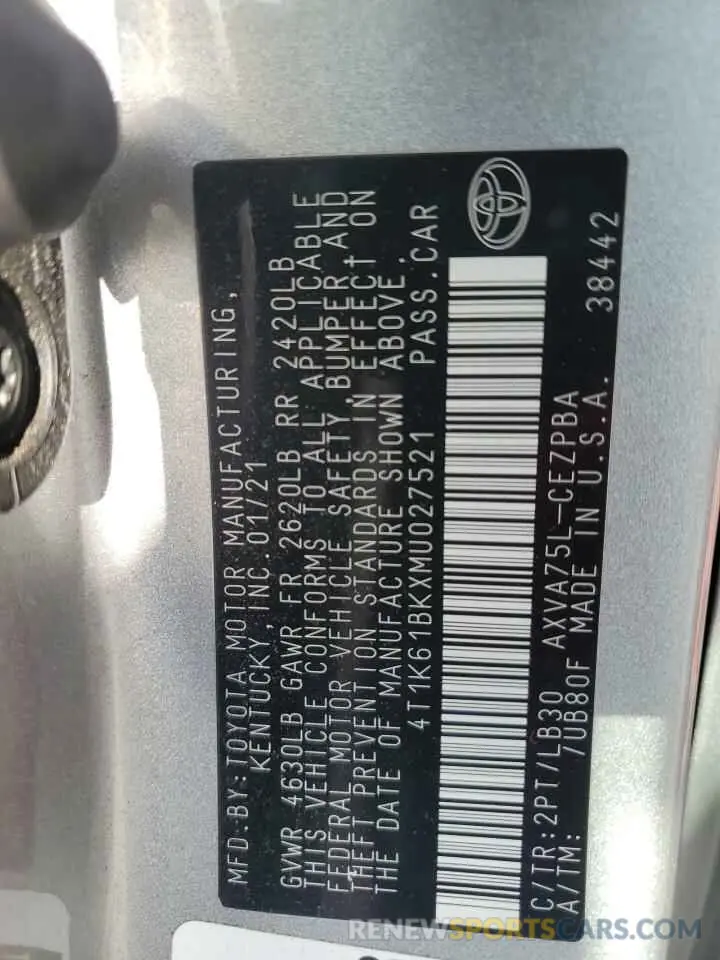 MFD.BY:TOYOTA MOTOR MANUFACTURING,
KENTUCKY, INC.01/21
GVWR 4630LB GAWR FR 2620LB RR 2420LB
THIS VEHICLE CONFORMS TO ALL APPLICABLE
FEDERAL MOTOR VEHICLE SAFETY, BUMPER, AND
THEFT PREVENTION STANDARDS IN EFFECT ON
THE DATE OF MANUFACTURE SHOWN ABOVE.
4T1K61BKXMU027521 PASS.CAR
C/TR:2PT/LB30 AXVA75L-CEZPBA
A/TM: 7UB80F MADE IN U.S.A. 38442
RENEWSPORTSCARS.COM